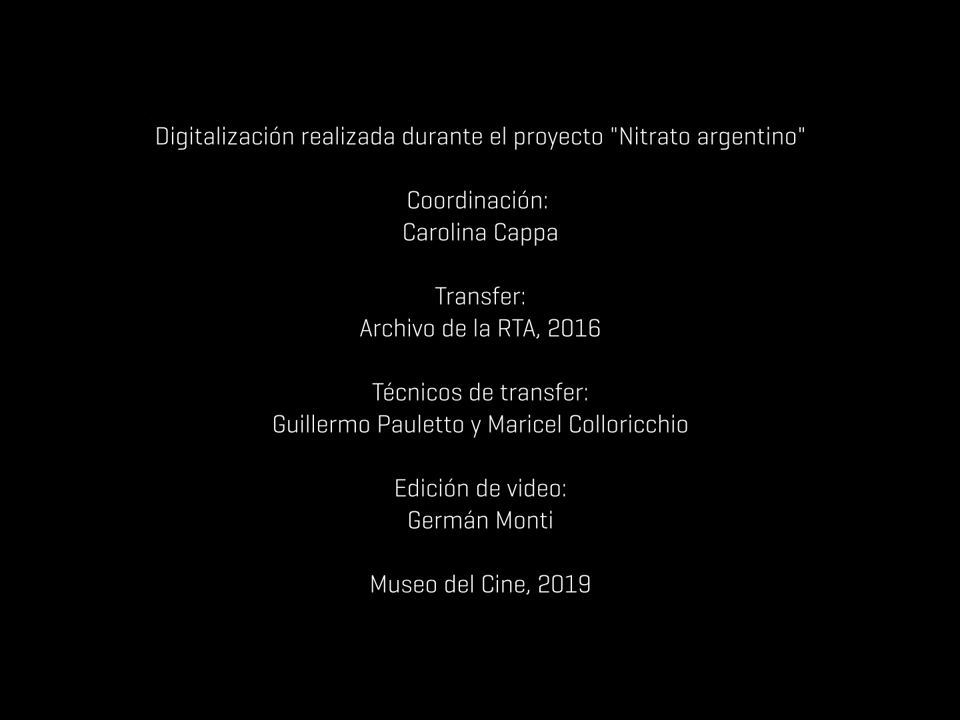 Digitalización realizada durante el proyecto "Nitrato argentino"
Coordinación:
Carolina Cappa
Transfer:
Archivo de la RTA, 2016
Técnicos de transfer:
Guillermo Pauletto y Maricel Colloricchio
Edición de video:
Germán Monti
Museo del Cine, 2019